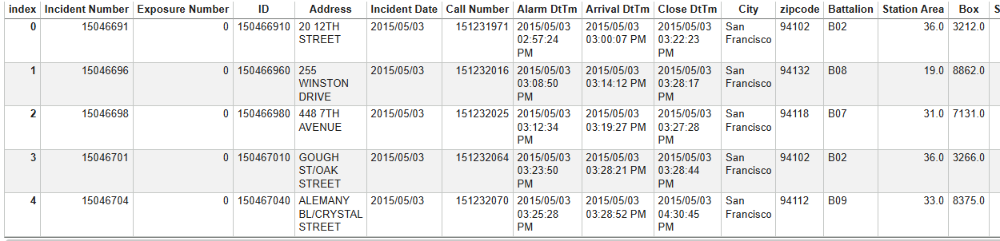 index Incident Number Exposure Number ID Address Incident Date Call Number Alarm DtTm Arrival DtTm Close DtTm City zipcode Battalion Station Area Box S
0 15046691 0 150466910 20 12TH STREET 2015/05/03 151231971 2015/05/03 02:57:24 PM 2015/05/03 03:00:07 PM 2015/05/03 03:22:23 PM San Francisco 94102 B02 36.0 3212.0
1 15046696 0 150466960 255 WINSTON DRIVE 2015/05/03 151232016 2015/05/03 03:08:50 PM 2015/05/03 03:14:12 PM 2015/05/03 03:28:17 PM San Francisco 94132 B08 19.0 8862.0
2 15046698 0 150466980 448 7TH AVENUE 2015/05/03 151232025 2015/05/03 03:12:34 PM 2015/05/03 03:19:27 PM 2015/05/03 03:27:28 PM San Francisco 94118 B07 31.0 7131.0
3 15046701 0 150467010 GOUGH ST/OAK STREET 2015/05/03 151232064 2015/05/03 03:23:50 PM 2015/05/03 03:28:21 PM 2015/05/03 03:28:44 PM San Francisco 94102 B02 36.0 3266.0
4 15046704 0 150467040 ALEMANY BL/CRYSTAL STREET 2015/05/03 151232070 2015/05/03 03:25:28 PM 2015/05/03 03:28:52 PM 2015/05/03 04:30:45 PM San Francisco 94112 B09 33.0 8375.0